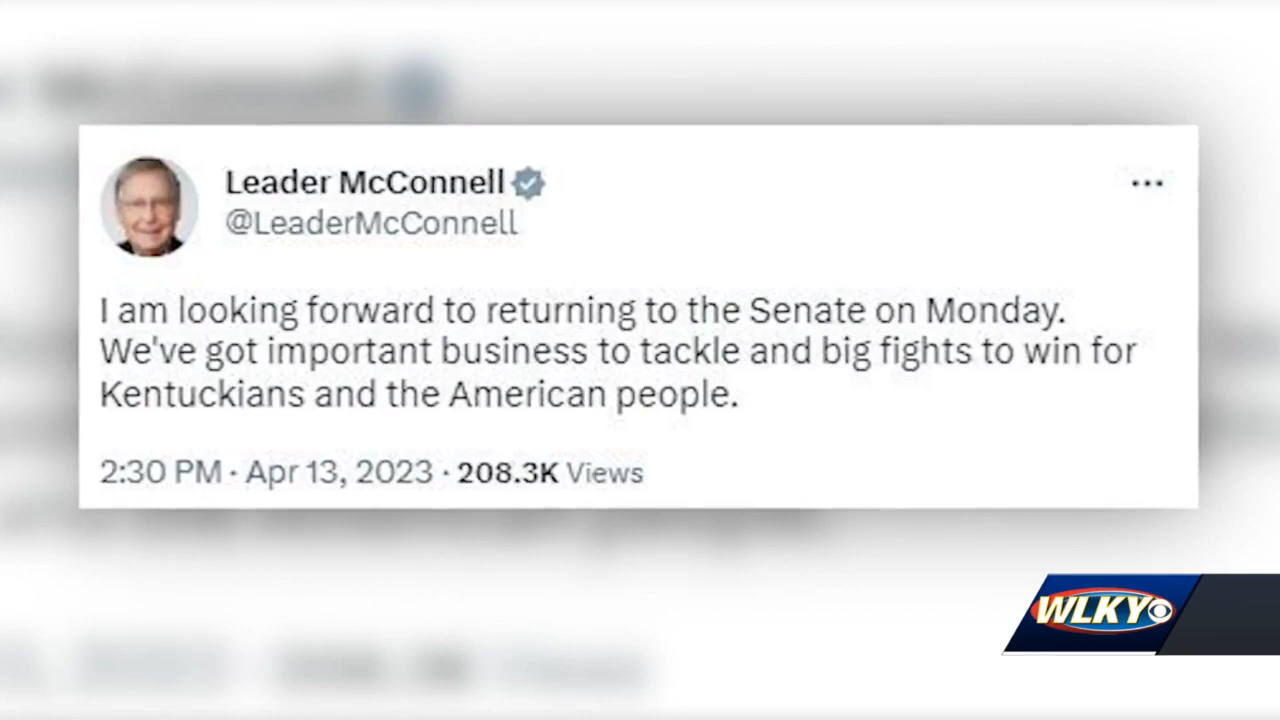 Leader McConnell
@LeaderMcConnell
I am looking forward to returning to the Senate on Monday.
We've got important business to tackle and big fights to win for
Kentuckians and the American people.
2:30 PM · Apr 13, 2023 · 208.3K Views
WLKY